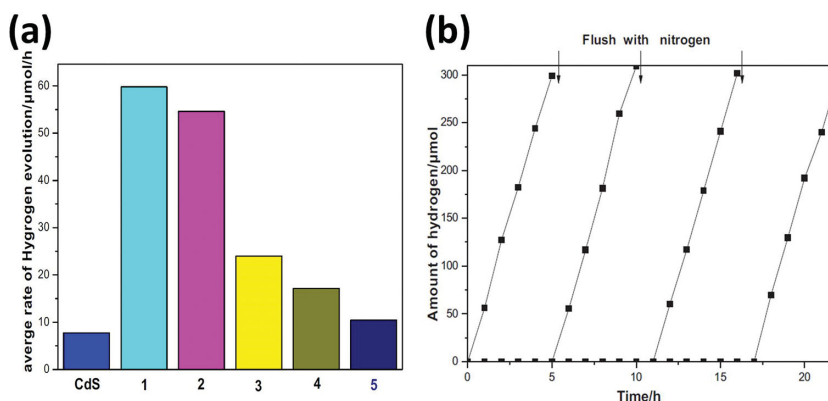 (a)
averge rate of Hygrogen evolution/μmol/h
60
50
40
30
20
10
0
CdS 1 2 3 4 5
(b)
Flush with nitrogen
Amount of hydrogen/μmol
300
250
200
150
100
50
0
0 5 10 15 20
Time/h